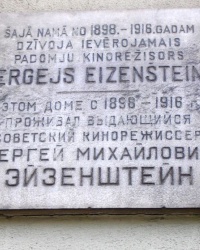 ŠAJĀ NAMĀ NO 1898.-1916.GADAM
DZĪVOJA IEVĒROJAMAIS
PADOMJU KINOREŽISORS
ERGEJS EIZENŠTEIN
ЭТОМ ДОМЕ С 1898 -1916 Г
ПРОЖИВАЛ ВЫДАЮЩИЙСЯ
СОВЕТСКИЙ КИНОРЕЖИССЕР
ЕРГЕЙ МИХАЙЛОВИ
ЭЙЗЕНШТЕЙН